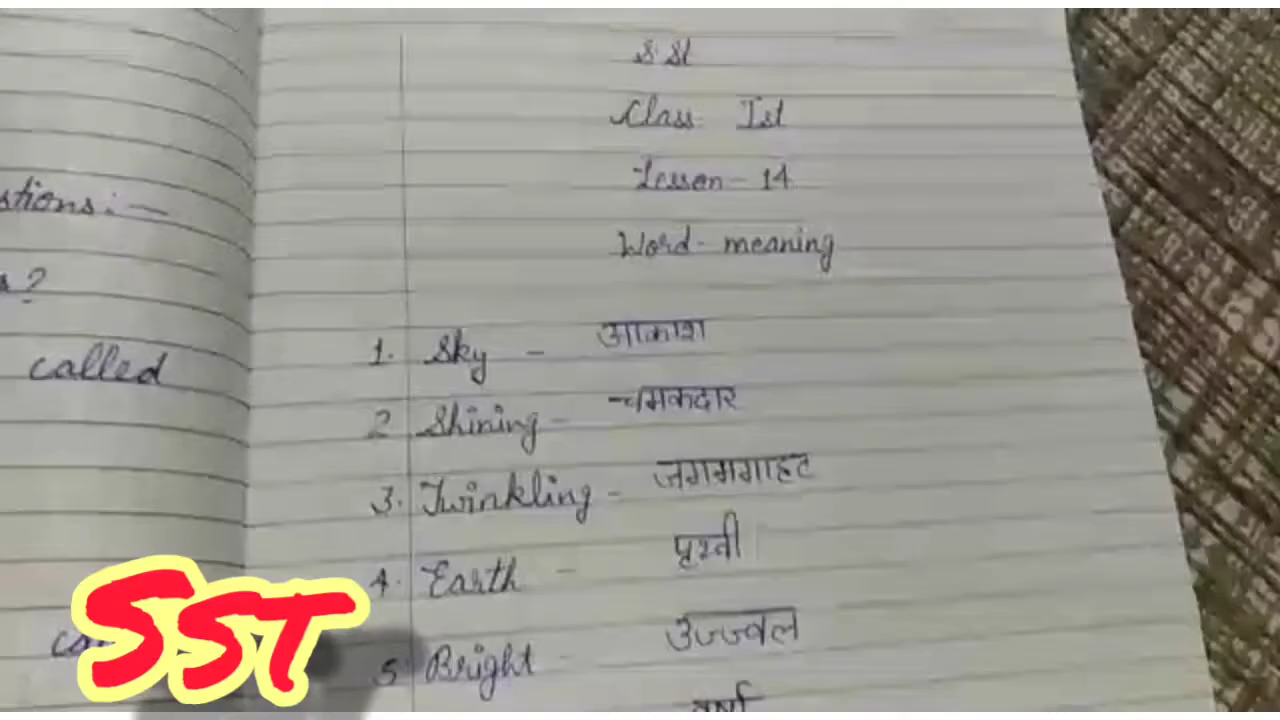 stions:-
?
called
S.St
Class Ist
Lesson - 14
Word-meaning
1. Sky - आकाश
2 Shining - चमकदार
3. Twinkling - जगमगाहट
4. Earth - पृथ्वी
5 Bright - उज्ज्वल
वर्षा
SST